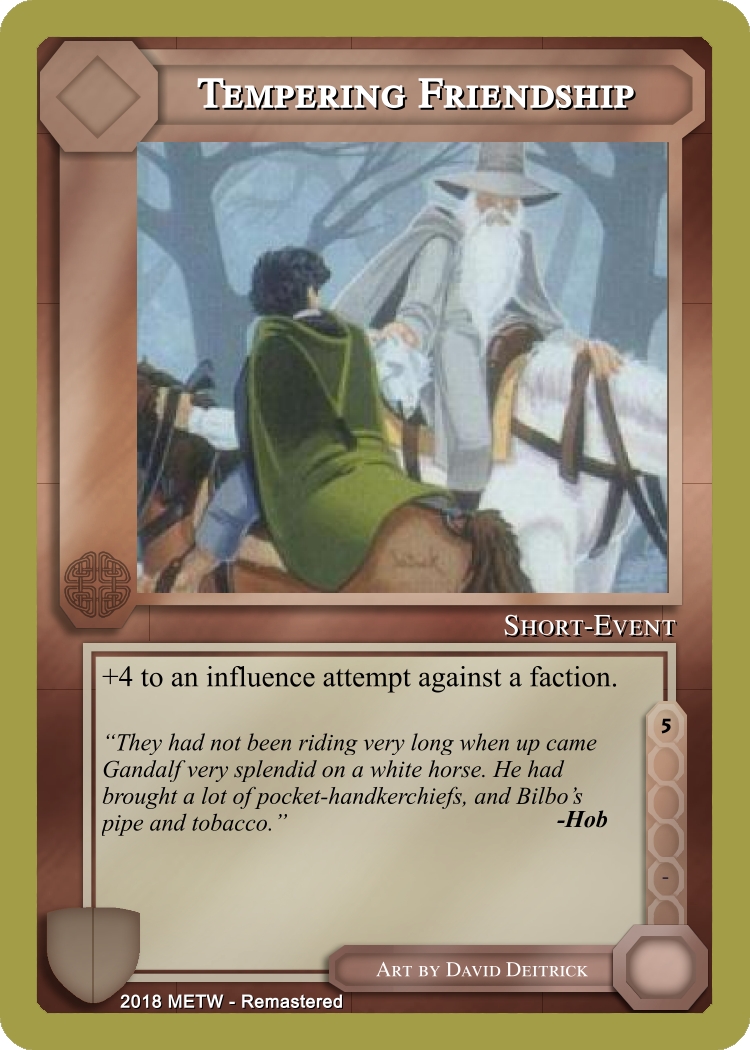 Tempering Friendship
Short-Event
+4 to an influence attempt against a faction.
5
“They had not been riding very long when up came
Gandalf very splendid on a white horse. He had
brought a lot of pocket-handkerchiefs, and Bilbo’s
pipe and tobacco.”
-Hob
-
Art by David Deitrick
2018 METW - Remastered